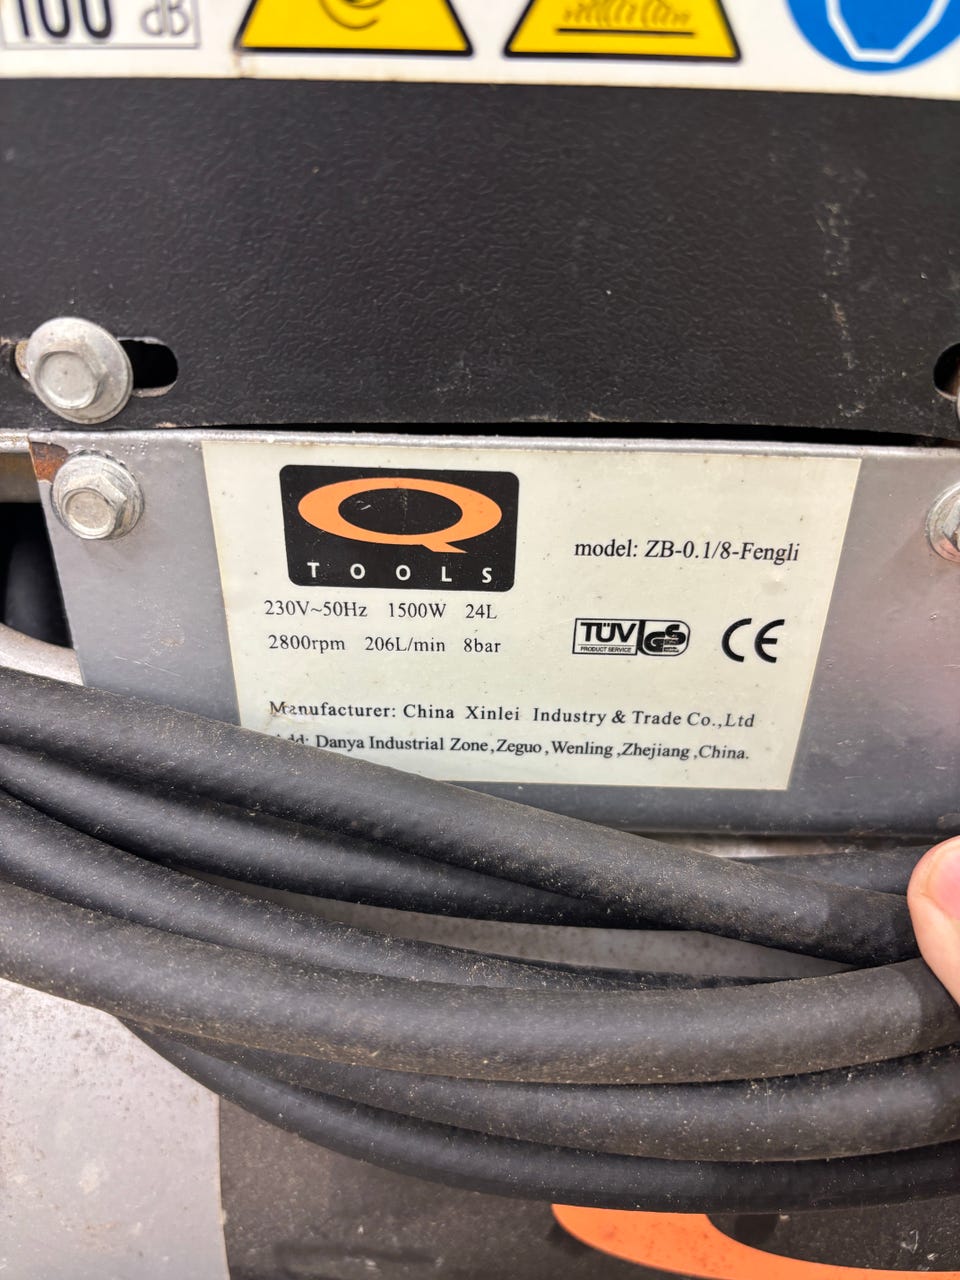 100 dB
Q
TOOLS
model: ZB-0.1/8-Fengli
230V~50Hz 1500W 24L
2800rpm 206L/min 8bar
TÜV GS
PRODUCT SERVICE
CE
Manufacturer: China Xinlei Industry & Trade Co.,Ltd
Add: Danya Industrial Zone,Zeguo,Wenling,Zhejiang,China.